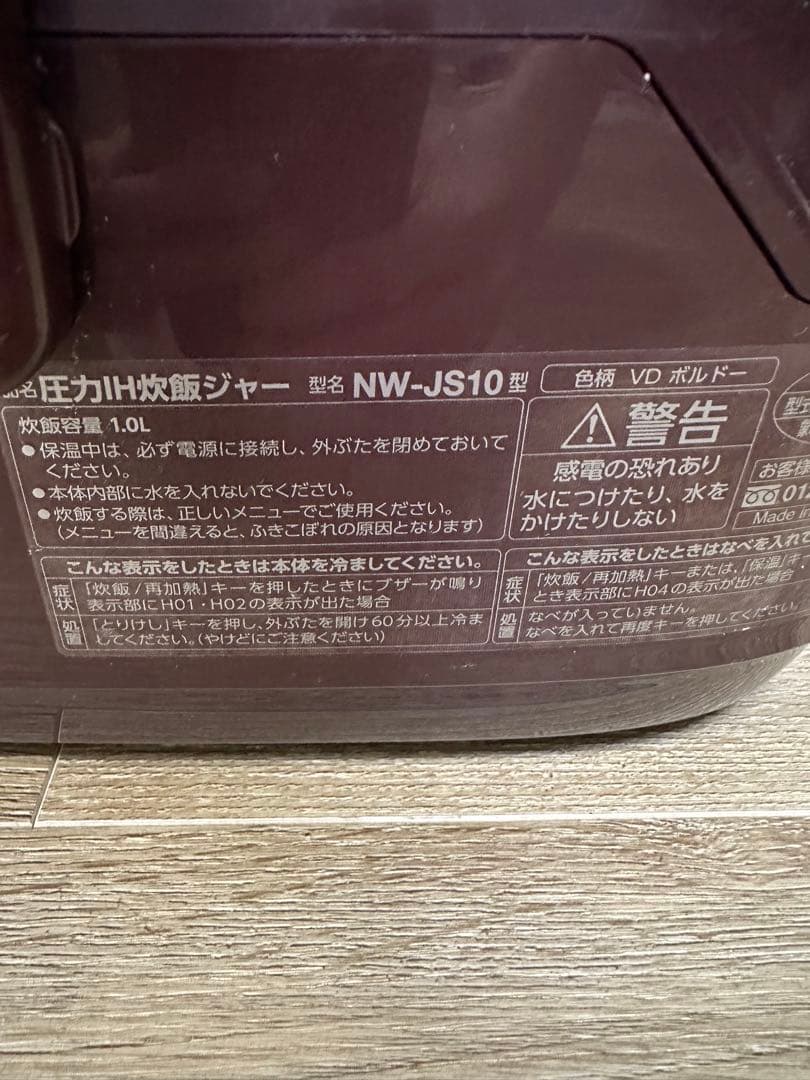 品名 圧力IH炊飯ジャー 型名 NW-JS10型 色柄 VD ボルドー
炊飯容量 1.0L
●保温中は、必ず電源に接続し、外ぶたを閉めておいて
ください。
●本体内部に水を入れないでください。
●炊飯する際は、正しいメニューでご使用ください。
(メニューを間違えると、ふきこぼれの原因となります)
警告
感電の恐れあり
水につけたり、水を
かけたりしない
型
お客様
01
Made
こんな表示をしたときは本体を冷ましてください。
症状 「炊飯/再加熱」キーを押したときにブザーが鳴り
表示部にH01・H02の表示が出た場合
処置 「とりけし」キーを押し、外ぶたを開け60分以上冷ま
してください。(やけどにご注意ください)
こんな表示をしたときはなべを入れて
症状 「炊飯/再加熱」キーまたは、「保温」キ
とき表示部にH04の表示が出た場合
処置 なべが入っていません。
なべを入れて再度キーを押してください。